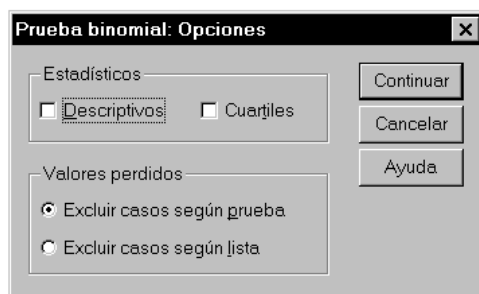 Prueba binomial: Opciones
Estadísticos
Descriptivos Cuartiles
Valores perdidos
Excluir casos según prueba
Excluir casos según lista
Continuar
Cancelar
Ayuda